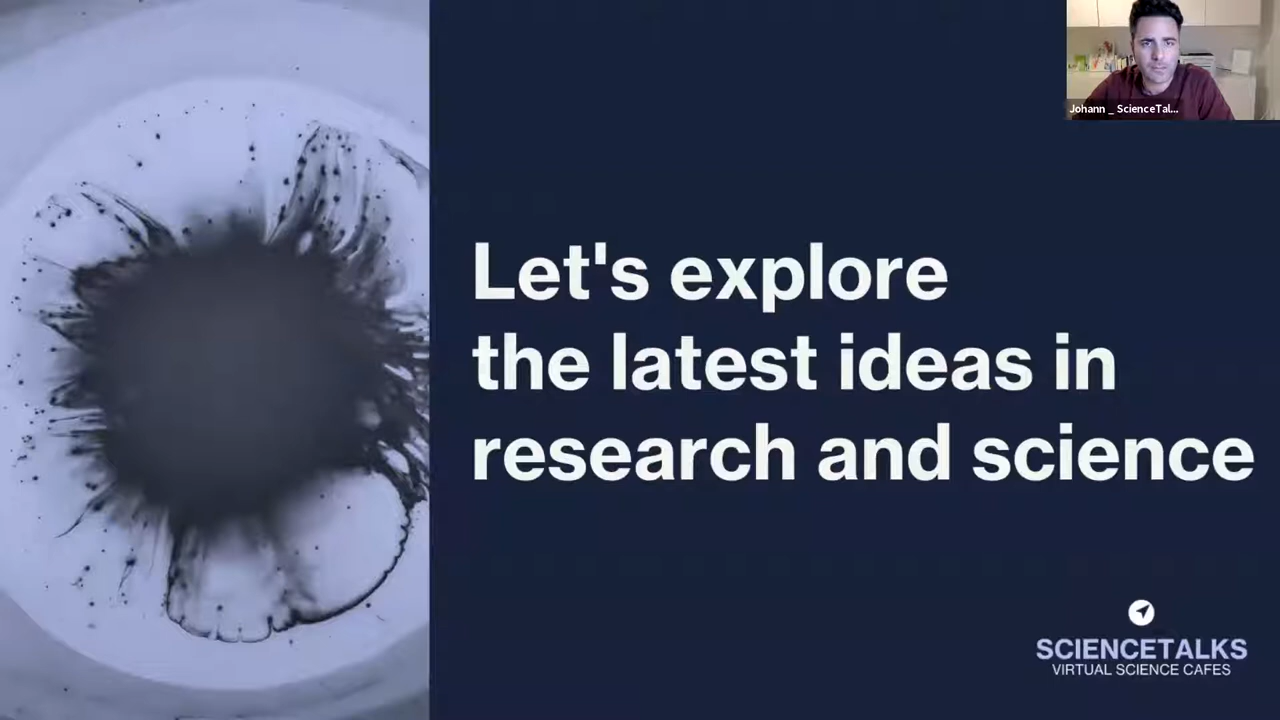 Johann _ ScienceTal...
Let's explore
the latest ideas in
research and science
SCIENCETALKS
VIRTUAL SCIENCE CAFES